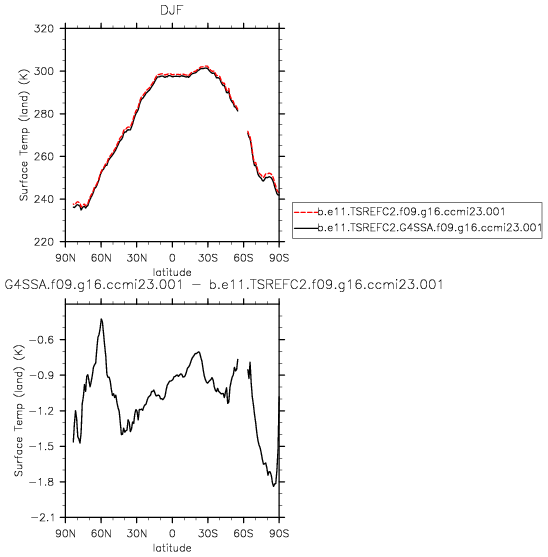 DJF
320
300
280
260
240
220
Surface Temp (land) (K)
90N 60N 30N 0 30S 60S 90S
latitude
b.e11.TSREFC2.f09.g16.ccmi23.001
b.e11.TSREFC2.G4SSA.f09.g16.ccmi23.001
G4SSA.f09.g16.ccmi23.001 − b.e11.TSREFC2.f09.g16.ccmi23.001
−0.6
−0.9
−1.2
−1.5
−1.8
−2.1
Surface Temp (land) (K)
90N 60N 30N 0 30S 60S 90S
latitude